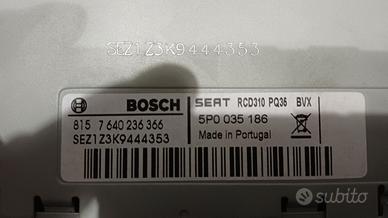 SEZ1Z3K9444353
BOSCH
SEAT RCD310 PQ35 BVX
815 7 640 236 366
5P0 035 186
SEZ1Z3K9444353
Made in Portugal
subito